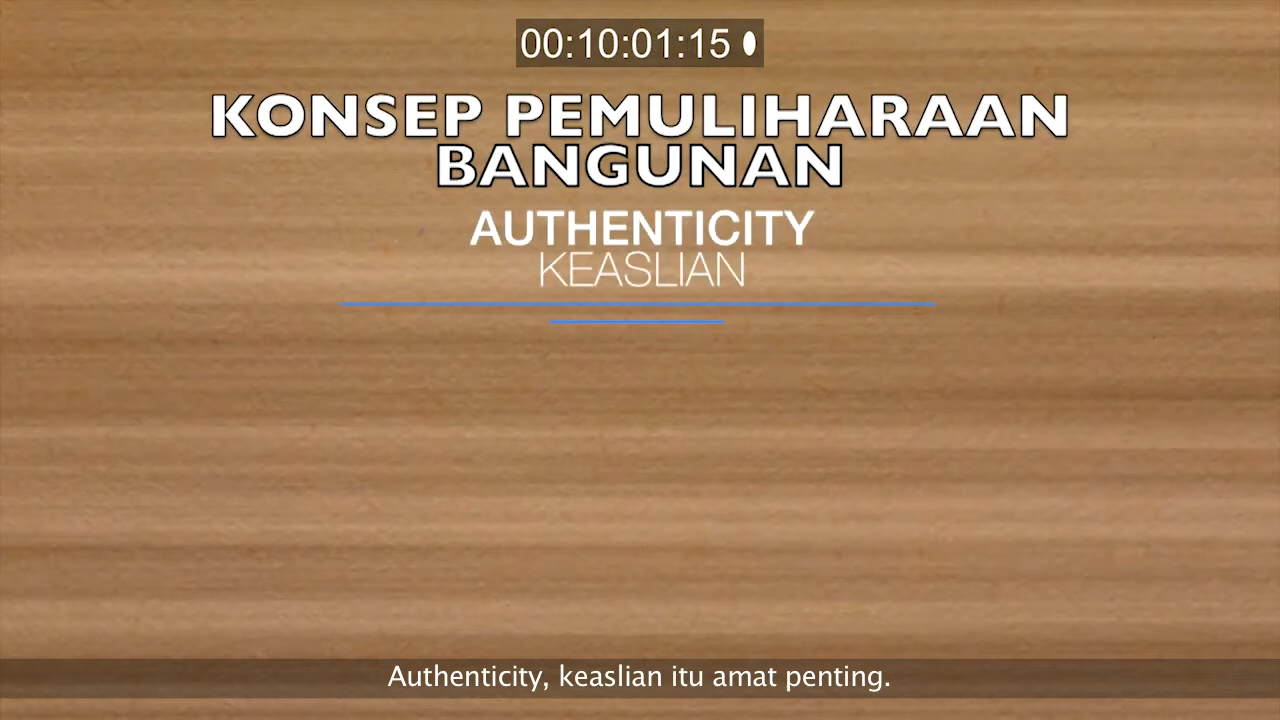 00:10:01:15
KONSEP PEMULIHARAAN
BANGUNAN
AUTHENTICITY
KEASLIAN
Authenticity, keaslian itu amat penting.